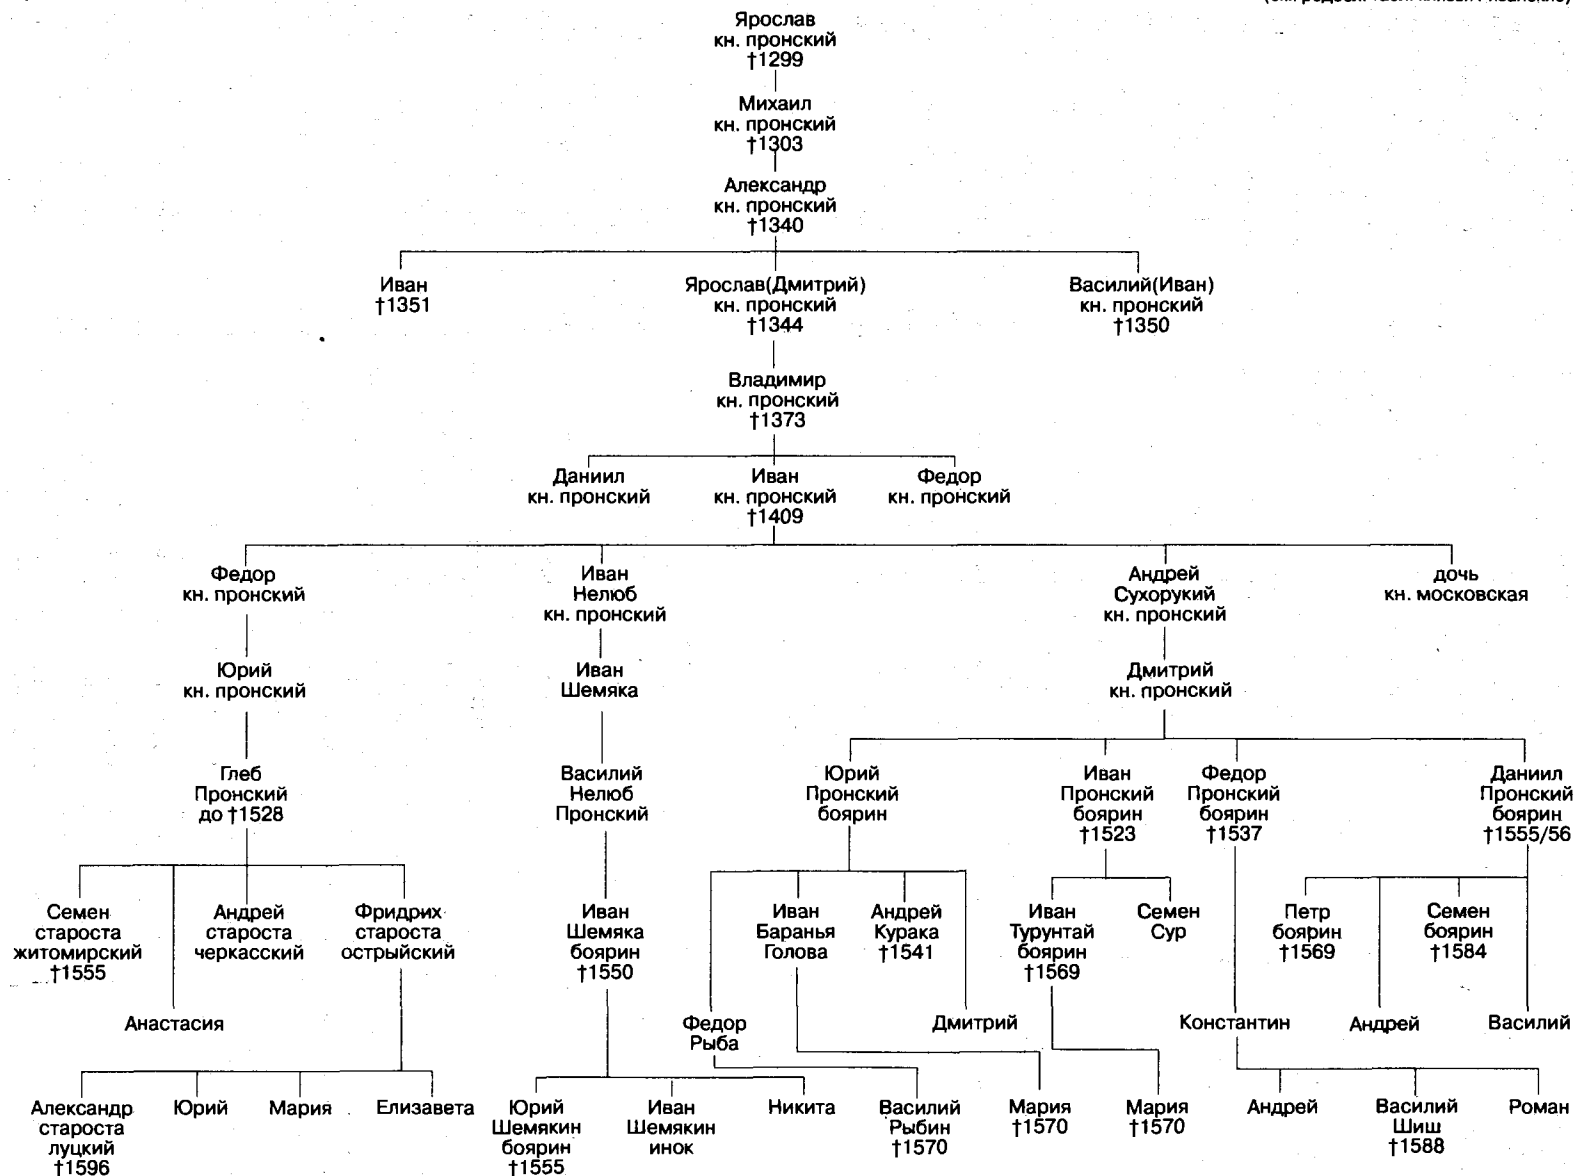 Ярослав
кн. пронский
†1299
Михаил
кн. пронский
†1303
Александр
кн. пронский
†1340
Иван
†1351
Ярослав(Дмитрий)
кн. пронский
†1344
Василий(Иван)
кн. пронский
†1350
Владимир
кн. пронский
†1373
Даниил
кн. пронский
Иван
кн. пронский
†1409
Федор
кн. пронский
Федор
кн. пронский
Иван
Нелюб
кн. пронский
Андрей
Сухорукий
кн. пронский
дочь
кн. московская
Юрий
кн. пронский
Иван
Шемяка
Дмитрий
кн. пронский
Глеб
Пронский
до †1528
Василий
Нелюб
Пронский
Юрий
Пронский
боярин
Иван
Пронский
боярин
†1523
Федор
Пронский
боярин
†1537
Даниил
Пронский
боярин
†1555/56
Семен
староста
житомирский
†1555
Андрей
староста
черкасский
Фридрих
староста
острыйский
Иван
Шемяка
боярин
†1550
Иван
Баранья
Голова
Андрей
Курака
†1541
Иван
Турунтай
боярин
†1569
Семен
Сур
Петр
боярин
†1569
Семен
боярин
†1584
Анастасия
Федор
Рыба
Дмитрий
Константин
Андрей
Василий
Александр
староста
луцкий
†1596
Юрий
Мария
Елизавета
Юрий
Шемякин
боярин
†1555
Иван
Шемякин
инок
Никита
Василий
Рыбин
†1570
Мария
†1570
Мария
†1570
Андрей
Василий
Шиш
†1588
Роман